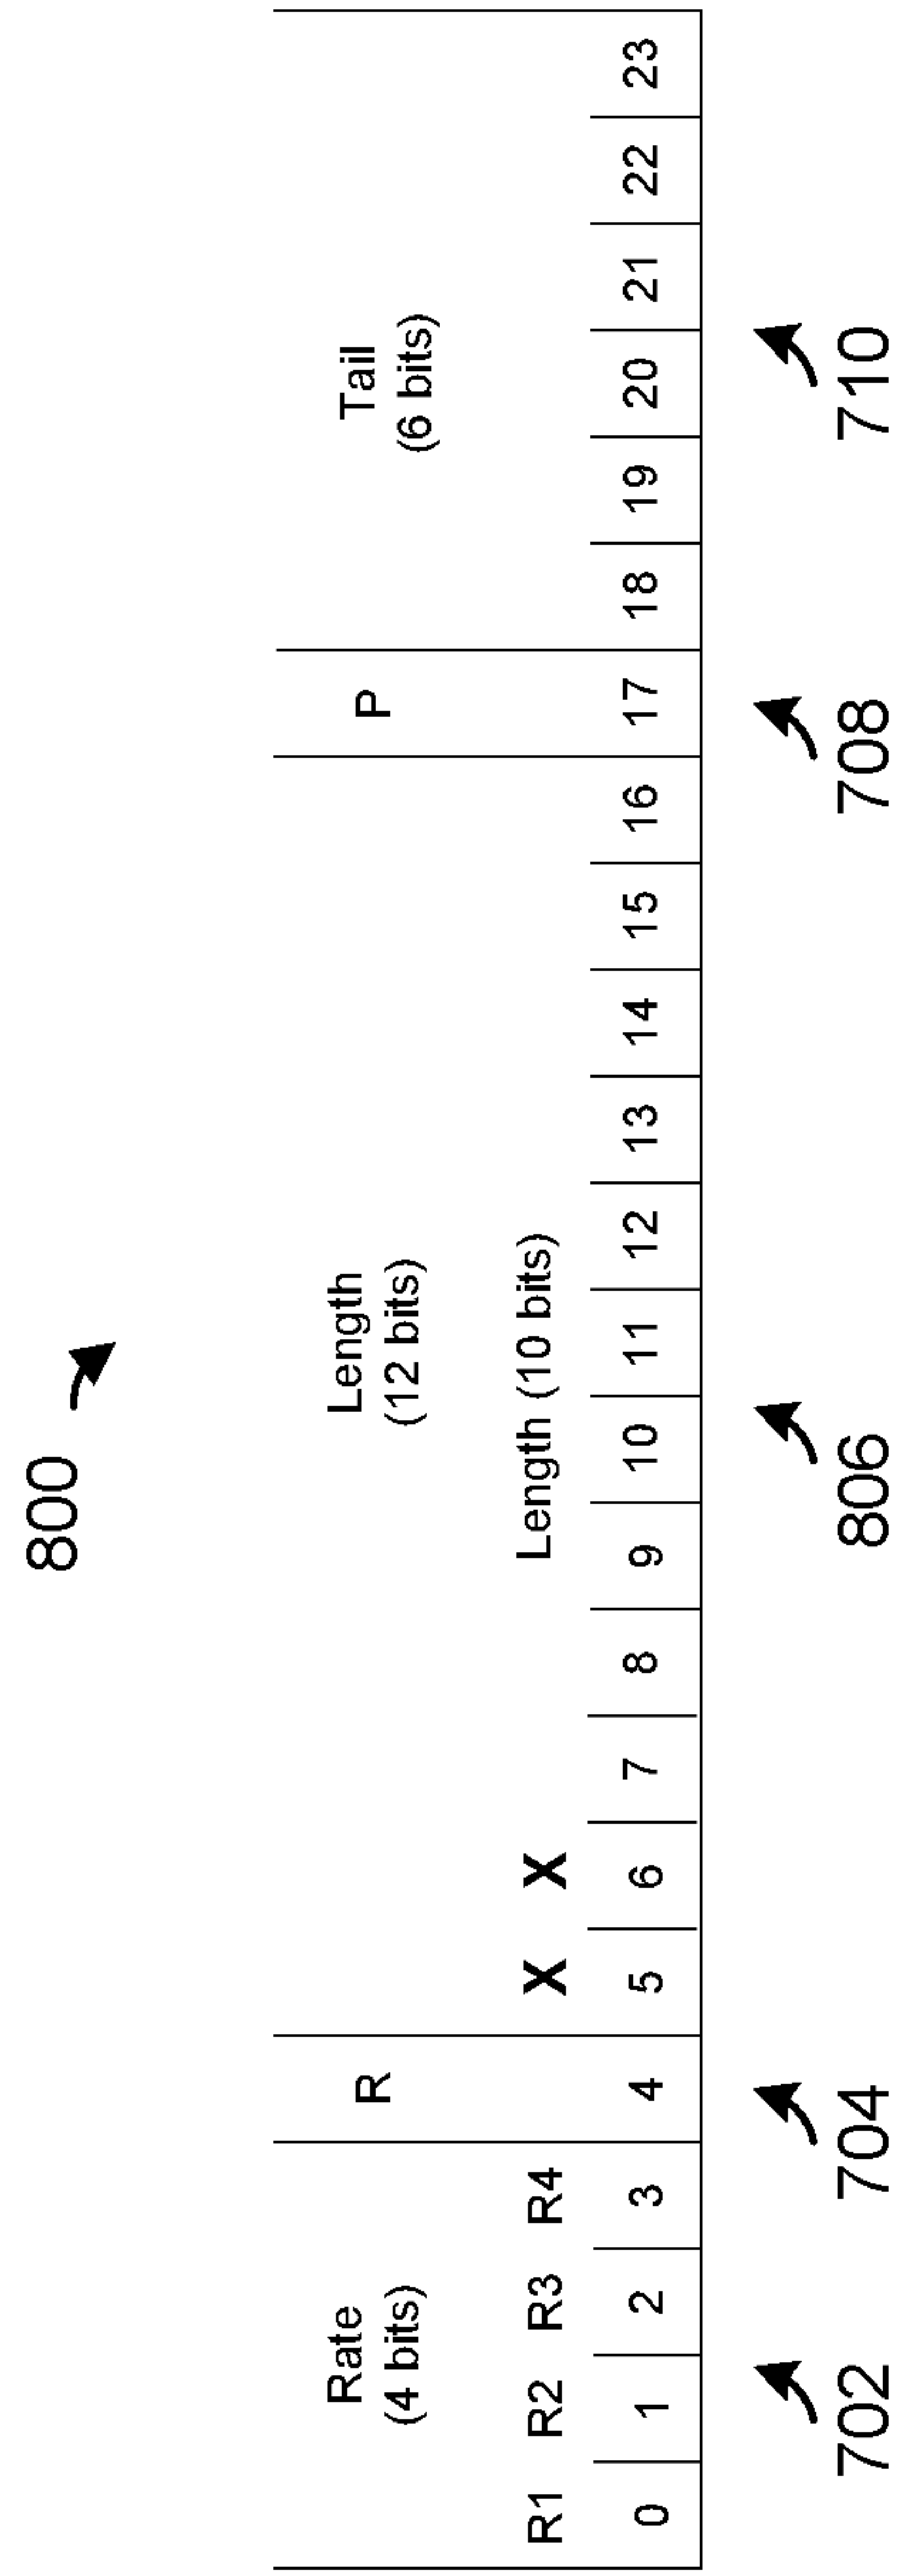 800
Rate
(4 bits)
R
Length
(12 bits)
P
Tail
(6 bits)
R1 R2 R3 R4 X X Length (10 bits)
0 1 2 3 4 5 6 7 8 9 10 11 12 13 14 15 16 17 18 19 20 21 22 23
702 704 806 708 710